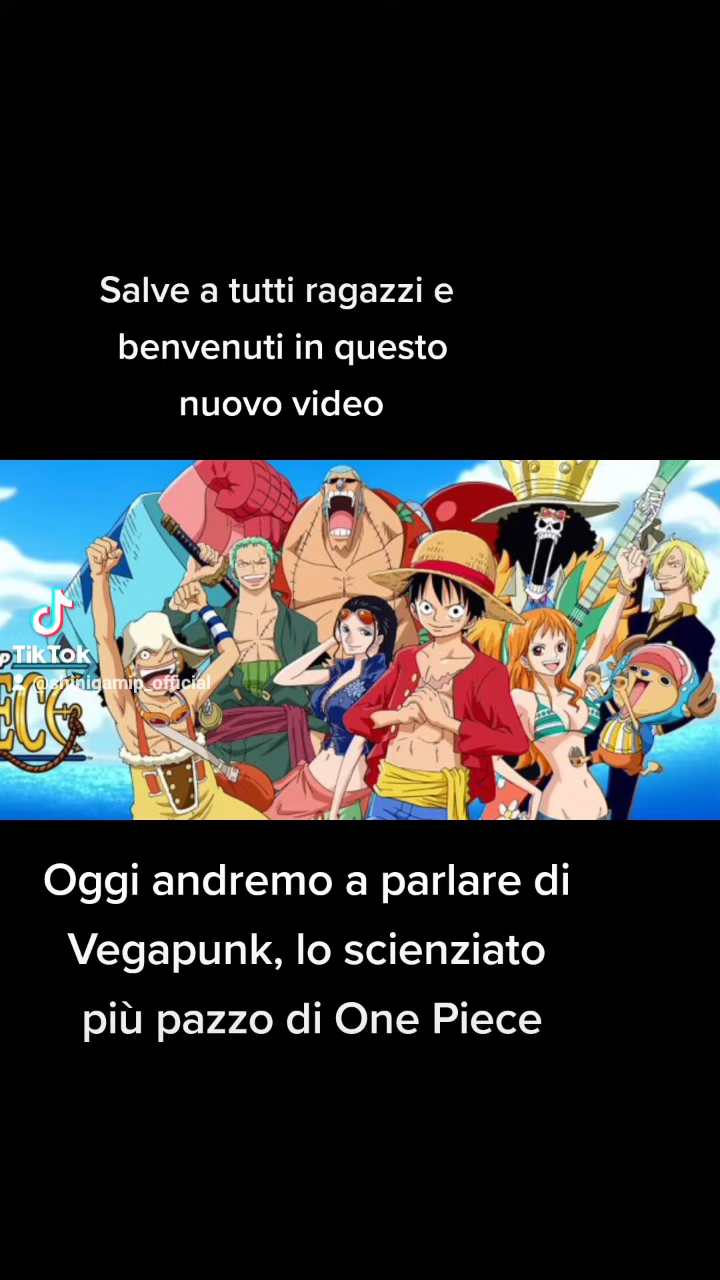 Salve a tutti ragazzi e
benvenuti in questo
nuovo video
TikTok
@shinigamip_official
Oggi andremo a parlare di
Vegapunk, lo scienziato
più pazzo di One Piece